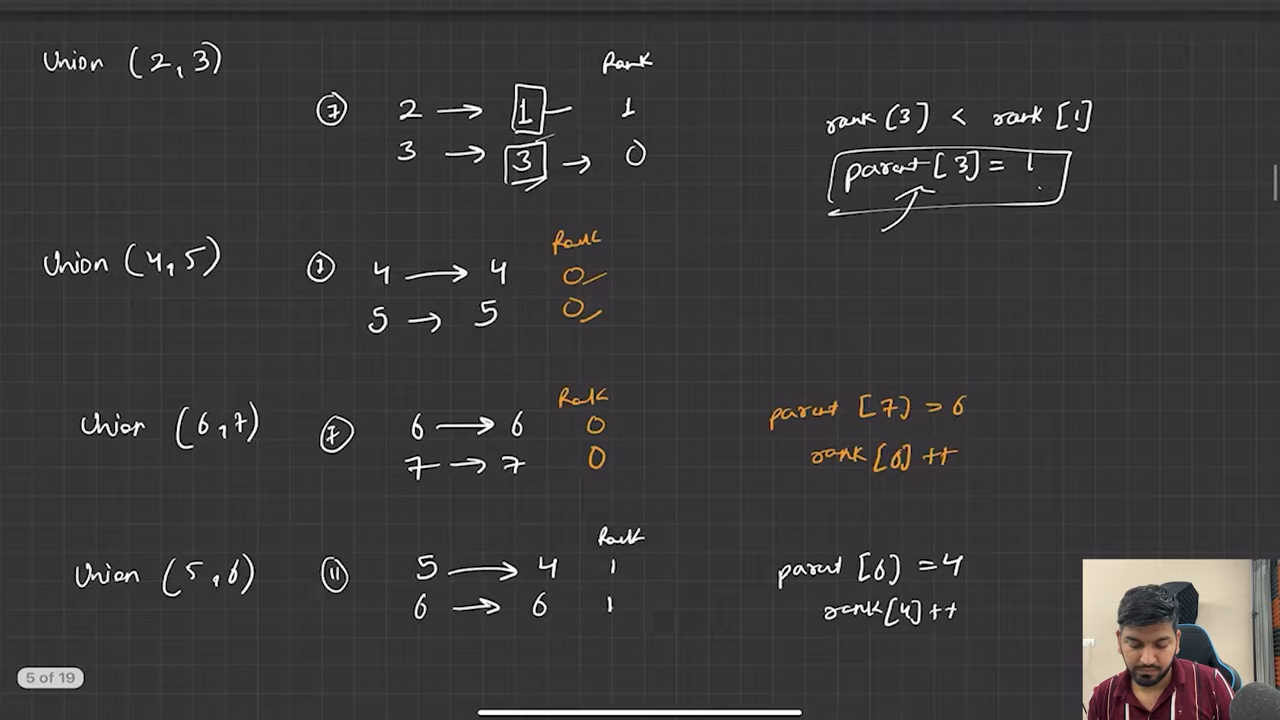 Union (2,3)
Rank
① 2 → 1 – 1
3 → 3 → 0
rank [3] < rank [1]
parent [3] = 1
Union (4,5)
Rank
① 4 → 4 0
5 → 5 0
Union (6,7)
Rank
① 6 → 6 0
7 → 7 0
parent [7] = 6
rank [6] ++
Union (5,6)
Rank
⑪ 5 → 4 1
6 → 6 1
parent [6] = 4
rank [4] ++
5 of 19